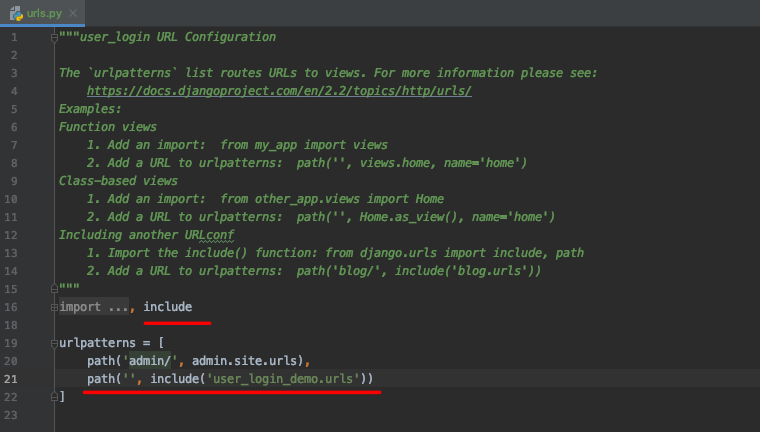 urls.py
1 """user_login URL Configuration
2
3 The `urlpatterns` list routes URLs to views. For more information please see:
4     https://docs.djangoproject.com/en/2.2/topics/http/urls/
5 Examples:
6 Function views
7     1. Add an import:  from my_app import views
8     2. Add a URL to urlpatterns:  path('', views.home, name='home')
9 Class-based views
10     1. Add an import:  from other_app.views import Home
11     2. Add a URL to urlpatterns:  path('', Home.as_view(), name='home')
12 Including another URLconf
13     1. Import the include() function: from django.urls import include, path
14     2. Add a URL to urlpatterns:  path('blog/', include('blog.urls'))
15 """
16 import ..., include
18
19 urlpatterns = [
20     path('admin/', admin.site.urls),
21     path('', include('user_login_demo.urls'))
22 ]
23